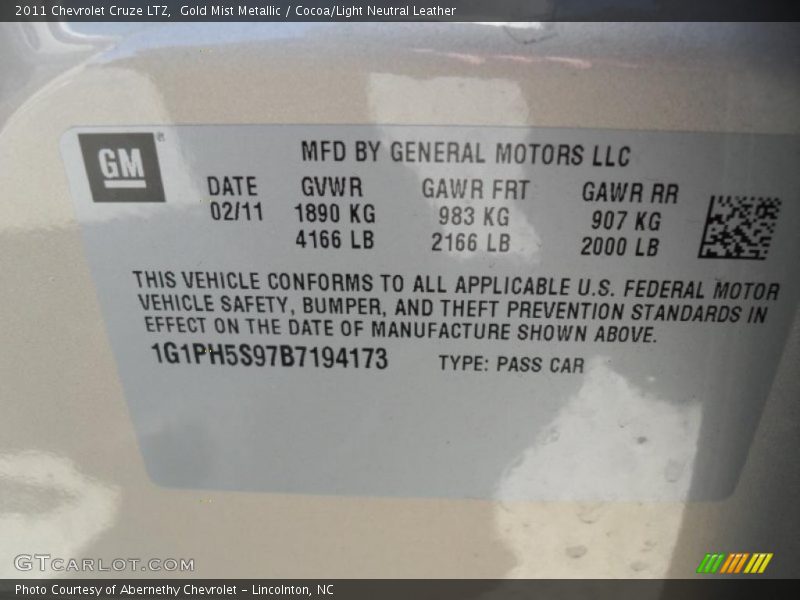 2011 Chevrolet Cruze LTZ,  Gold Mist Metallic / Cocoa/Light Neutral Leather
GM®
MFD BY GENERAL MOTORS LLC
DATE GVWR GAWR FRT GAWR RR
02/11 1890 KG 983 KG 907 KG
4166 LB 2166 LB 2000 LB
THIS VEHICLE CONFORMS TO ALL APPLICABLE U.S. FEDERAL MOTOR
VEHICLE SAFETY, BUMPER, AND THEFT PREVENTION STANDARDS IN
EFFECT ON THE DATE OF MANUFACTURE SHOWN ABOVE.
1G1PH5S97B7194173 TYPE: PASS CAR
GTCARLOT.COM
Photo Courtesy of Abernethy Chevrolet – Lincolnton, NC